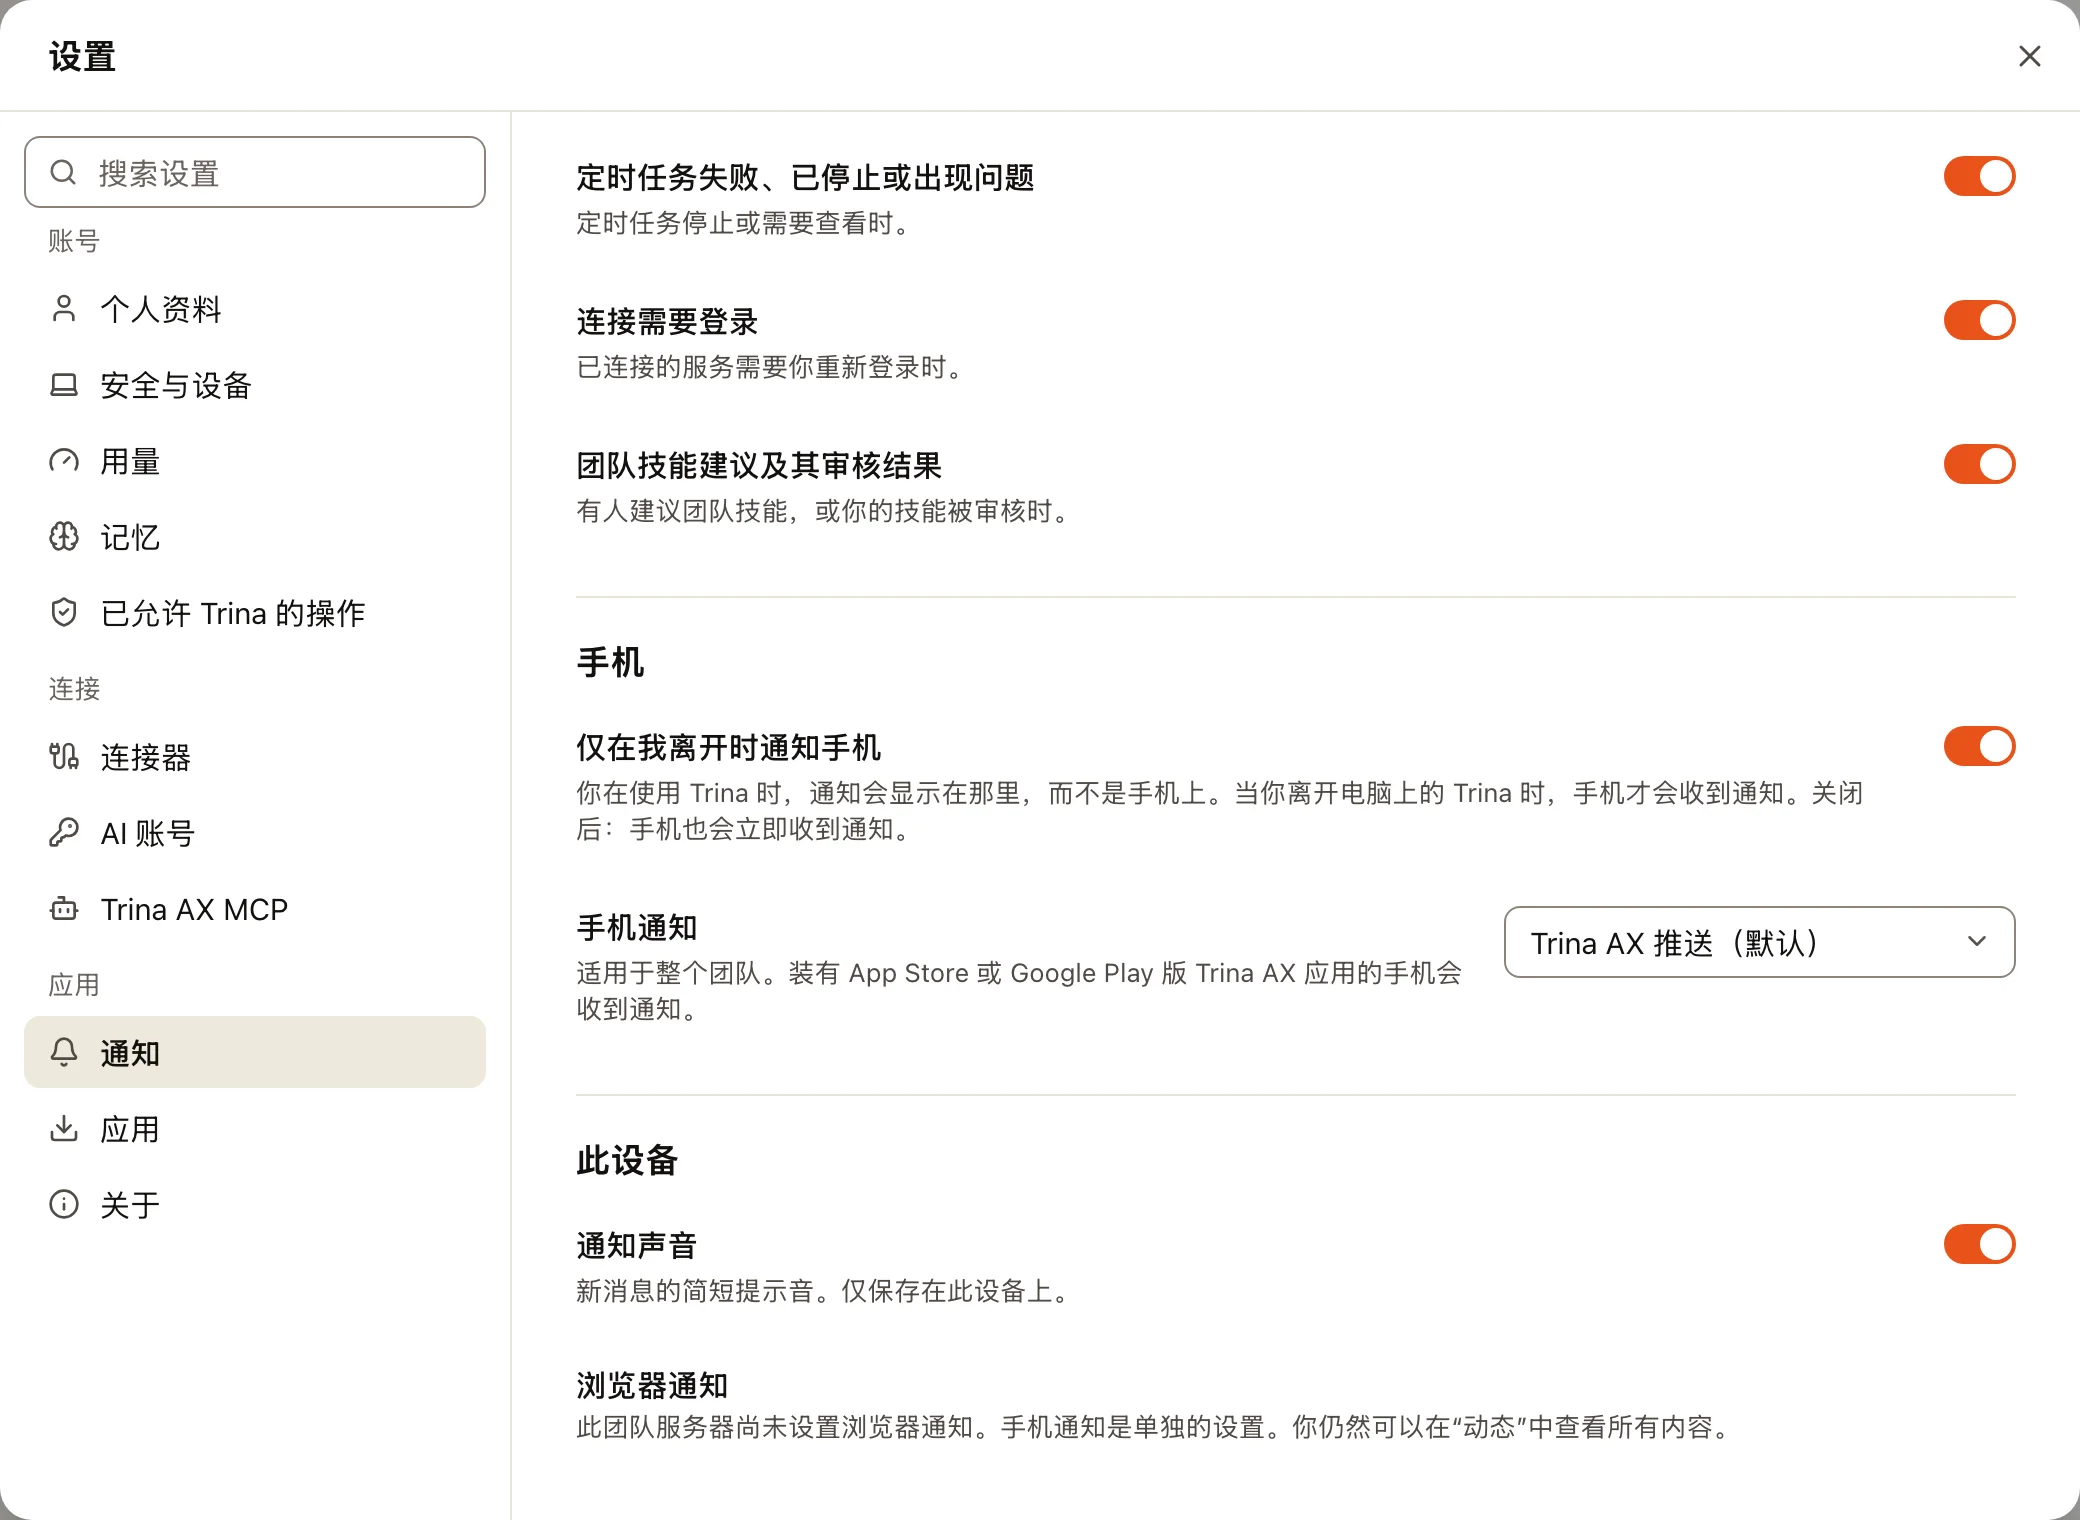 设置
搜索设置
账号
个人资料
安全与设备
用量
记忆
已允许 Trina 的操作
连接
连接器
AI 账号
Trina AX MCP
应用
通知
应用
关于
定时任务失败、已停止或出现问题
定时任务停止或需要查看时。
连接需要登录
已连接的服务需要你重新登录时。
团队技能建议及其审核结果
有人建议团队技能，或你的技能被审核时。
手机
仅在我离开时通知手机
你在使用 Trina 时，通知会显示在那里，而不是手机上。当你离开电脑上的 Trina 时，手机才会收到通知。关闭
后：手机也会立即收到通知。
手机通知
适用于整个团队。装有 App Store 或 Google Play 版 Trina AX 应用的手机会
收到通知。
Trina AX 推送（默认）
此设备
通知声音
新消息的简短提示音。仅保存在此设备上。
浏览器通知
此团队服务器尚未设置浏览器通知。手机通知是单独的设置。你仍然可以在“动态”中查看所有内容。